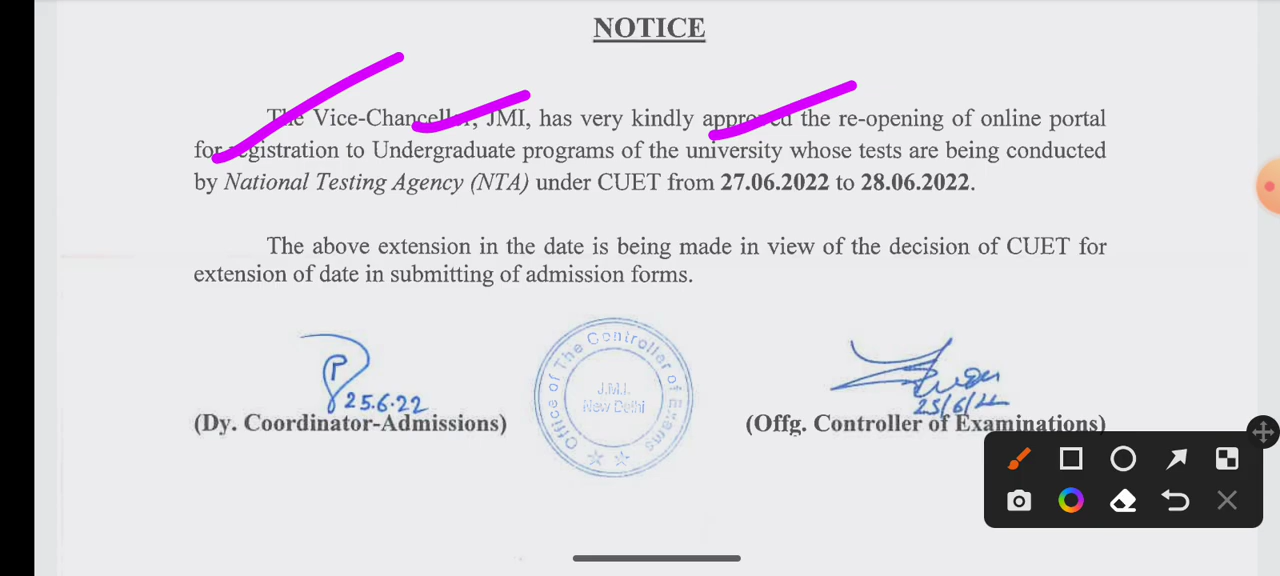 NOTICE
The Vice-Chancellor, JMI, has very kindly approved the re-opening of online portal
for registration to Undergraduate programs of the university whose tests are being conducted
by National Testing Agency (NTA) under CUET from 27.06.2022 to 28.06.2022.
The above extension in the date is being made in view of the decision of CUET for
extension of date in submitting of admission forms.
25.6.22
(Dy. Coordinator-Admissions)
Office of The Controller of Exams
J.M.I.
New Delhi
25/6/22
(Offg. Controller of Examinations)